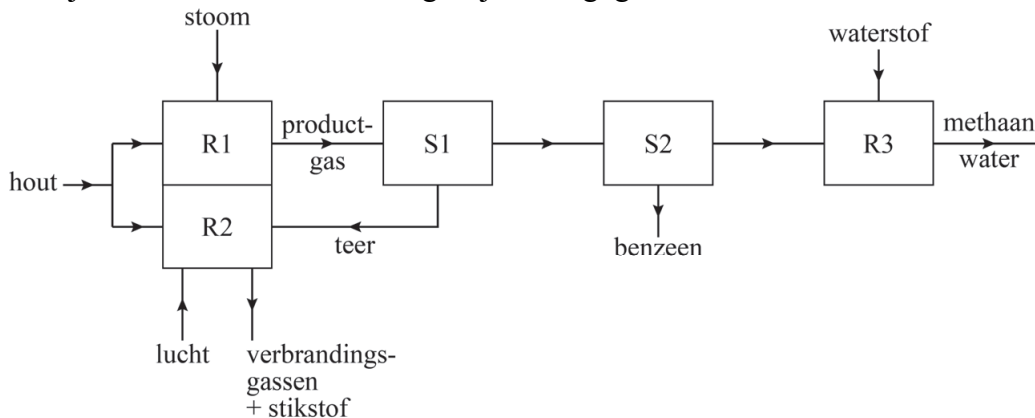 stoom
waterstof
R1
product-
gas
S1
S2
R3
methaan
water
hout
R2
teer
benzeen
lucht
verbrandings-
gassen
+ stikstof